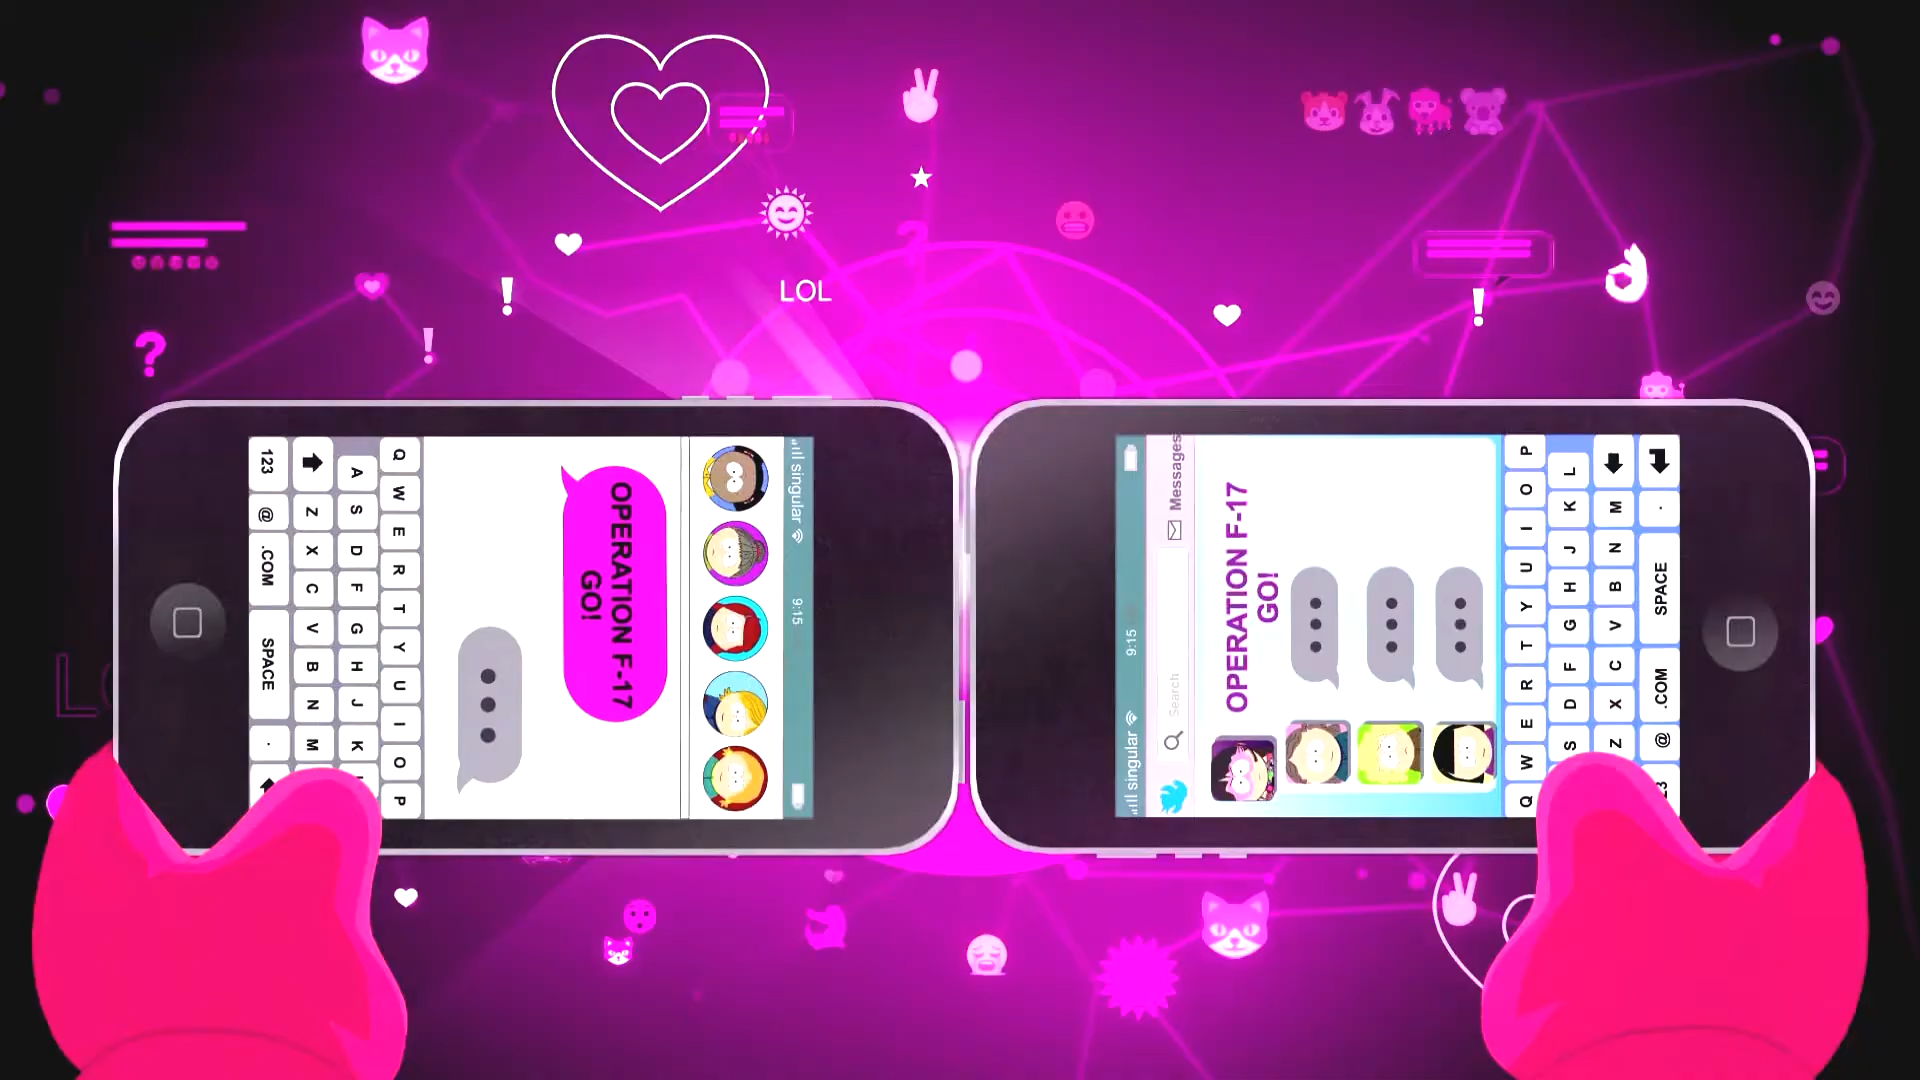 LOL
?
!
!
!
singular
9:15
OPERATION F-17
GO!
Q W E R T Y U I O P
A S D F G H J K
Z X C V B N M
123 @ .COM SPACE .
singular
9:15
Messages
Search
OPERATION F-17
GO!
Q W E R T Y U I O P
S D F G H J K L
Z X C V B N M
@ .COM SPACE .